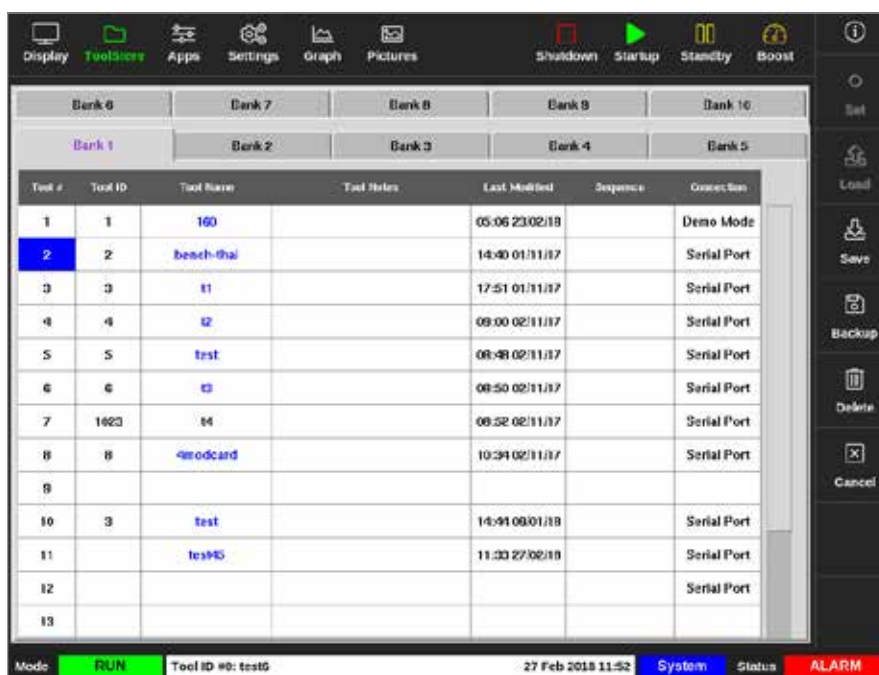 Display ToolStore Apps Settings Graph Pictures Shutdown Startup Standby Boost
Set
Load
Save
Backup
Delete
Cancel
Bank 6 Bank 7 Bank 8 Bank 9 Bank 10
Bank 1 Bank 2 Bank 3 Bank 4 Bank 5
Tool # Tool ID Tool Name Tool Notes Last Modified Sequence Connection
1 1 160 05:06 23/02/18 Demo Mode
2 2 bench-thai 14:40 01/11/17 Serial Port
3 3 t1 17:51 01/11/17 Serial Port
4 4 t2 09:00 02/11/17 Serial Port
5 5 test 08:48 02/11/17 Serial Port
6 6 t3 08:50 02/11/17 Serial Port
7 1023 t4 08:52 02/11/17 Serial Port
8 8 4modcard 10:34 02/11/17 Serial Port
9
10 3 test 14:44 Serial Port
11 test45 11:33 27/02/18 Serial Port
12 Serial Port
13
Mode RUN Tool ID #0: test6 27 Feb 2018 11:52 System Status ALARM